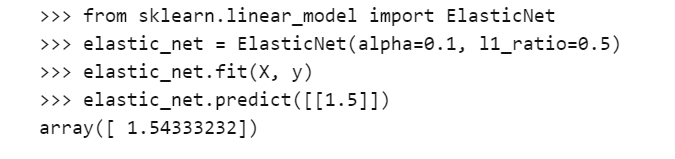 >>> from sklearn.linear_model import ElasticNet
>>> elastic_net = ElasticNet(alpha=0.1, l1_ratio=0.5)
>>> elastic_net.fit(X, y)
>>> elastic_net.predict([[1.5]])
array([ 1.54333232])